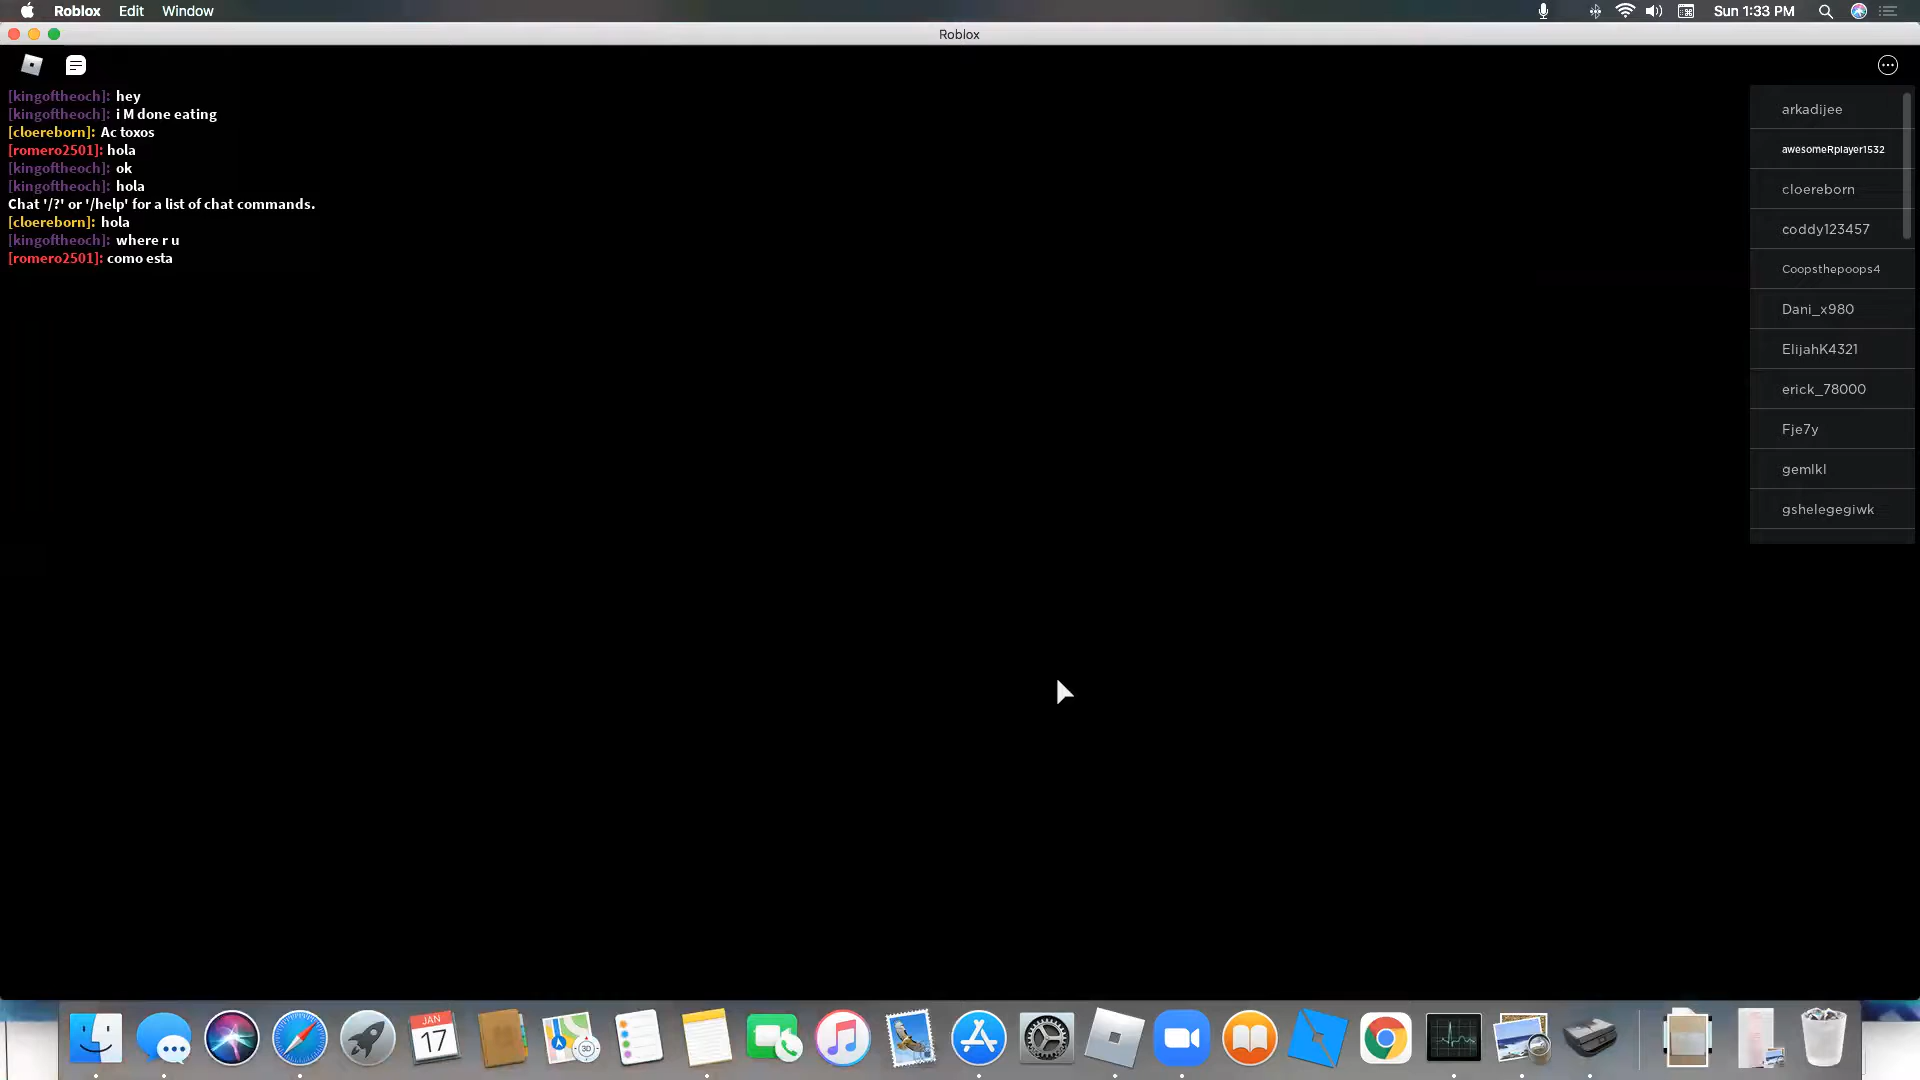 Roblox Edit Window Sun 1:33 PM
Roblox
[kingoftheoch]: hey
[kingoftheoch]: i M done eating
[cloereborn]: Ac toxos
[romero2501]: hola
[kingoftheoch]: ok
[kingoftheoch]: hola
Chat '/?' or '/help' for a list of chat commands.
[cloereborn]: hola
[kingoftheoch]: where r u
[romero2501]: como esta
arkadijee
awesomeRplayer1532
cloereborn
coddy123457
Coopsthepoops4
Dani_x980
ElijahK4321
erick_78000
Fje7y
gemlkl
gshelegegiwk
JAN
17
30